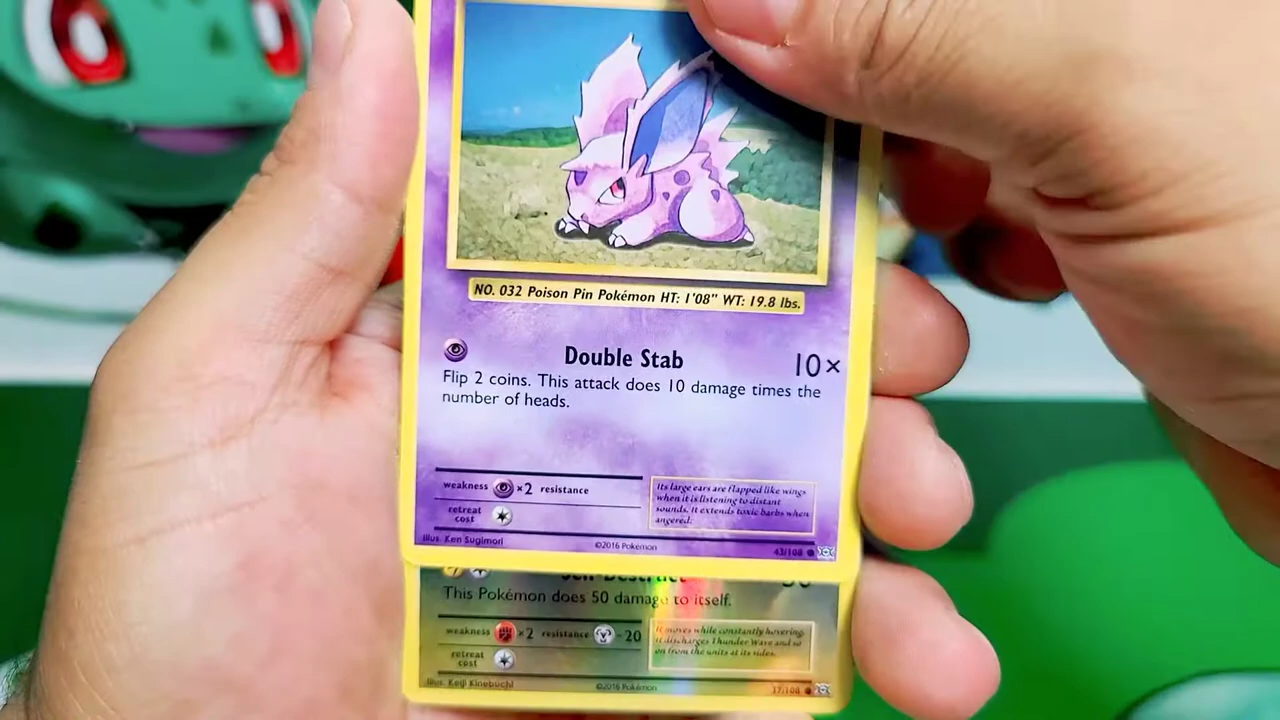 NO. 032 Poison Pin Pokémon HT: 1'08" WT: 19.8 lbs.
Double Stab 10×
Flip 2 coins. This attack does 10 damage times the
number of heads.
weakness ×2 resistance
retreat
cost
Its large ears are flapped like wings
when it is listening to distant
sounds. It extends toxic barbs when
angered.
Illus. Ken Sugimori ©2016 Pokémon 43/108
Self-Destruct
This Pokémon does 50 damage to itself.
weakness ×2 resistance -20
retreat
cost
It moves while constantly hovering.
It discharges Thunder Wave and so
on from the units at its sides.
Illus. Keiji Kinebuchi ©2016 Pokémon 37/108